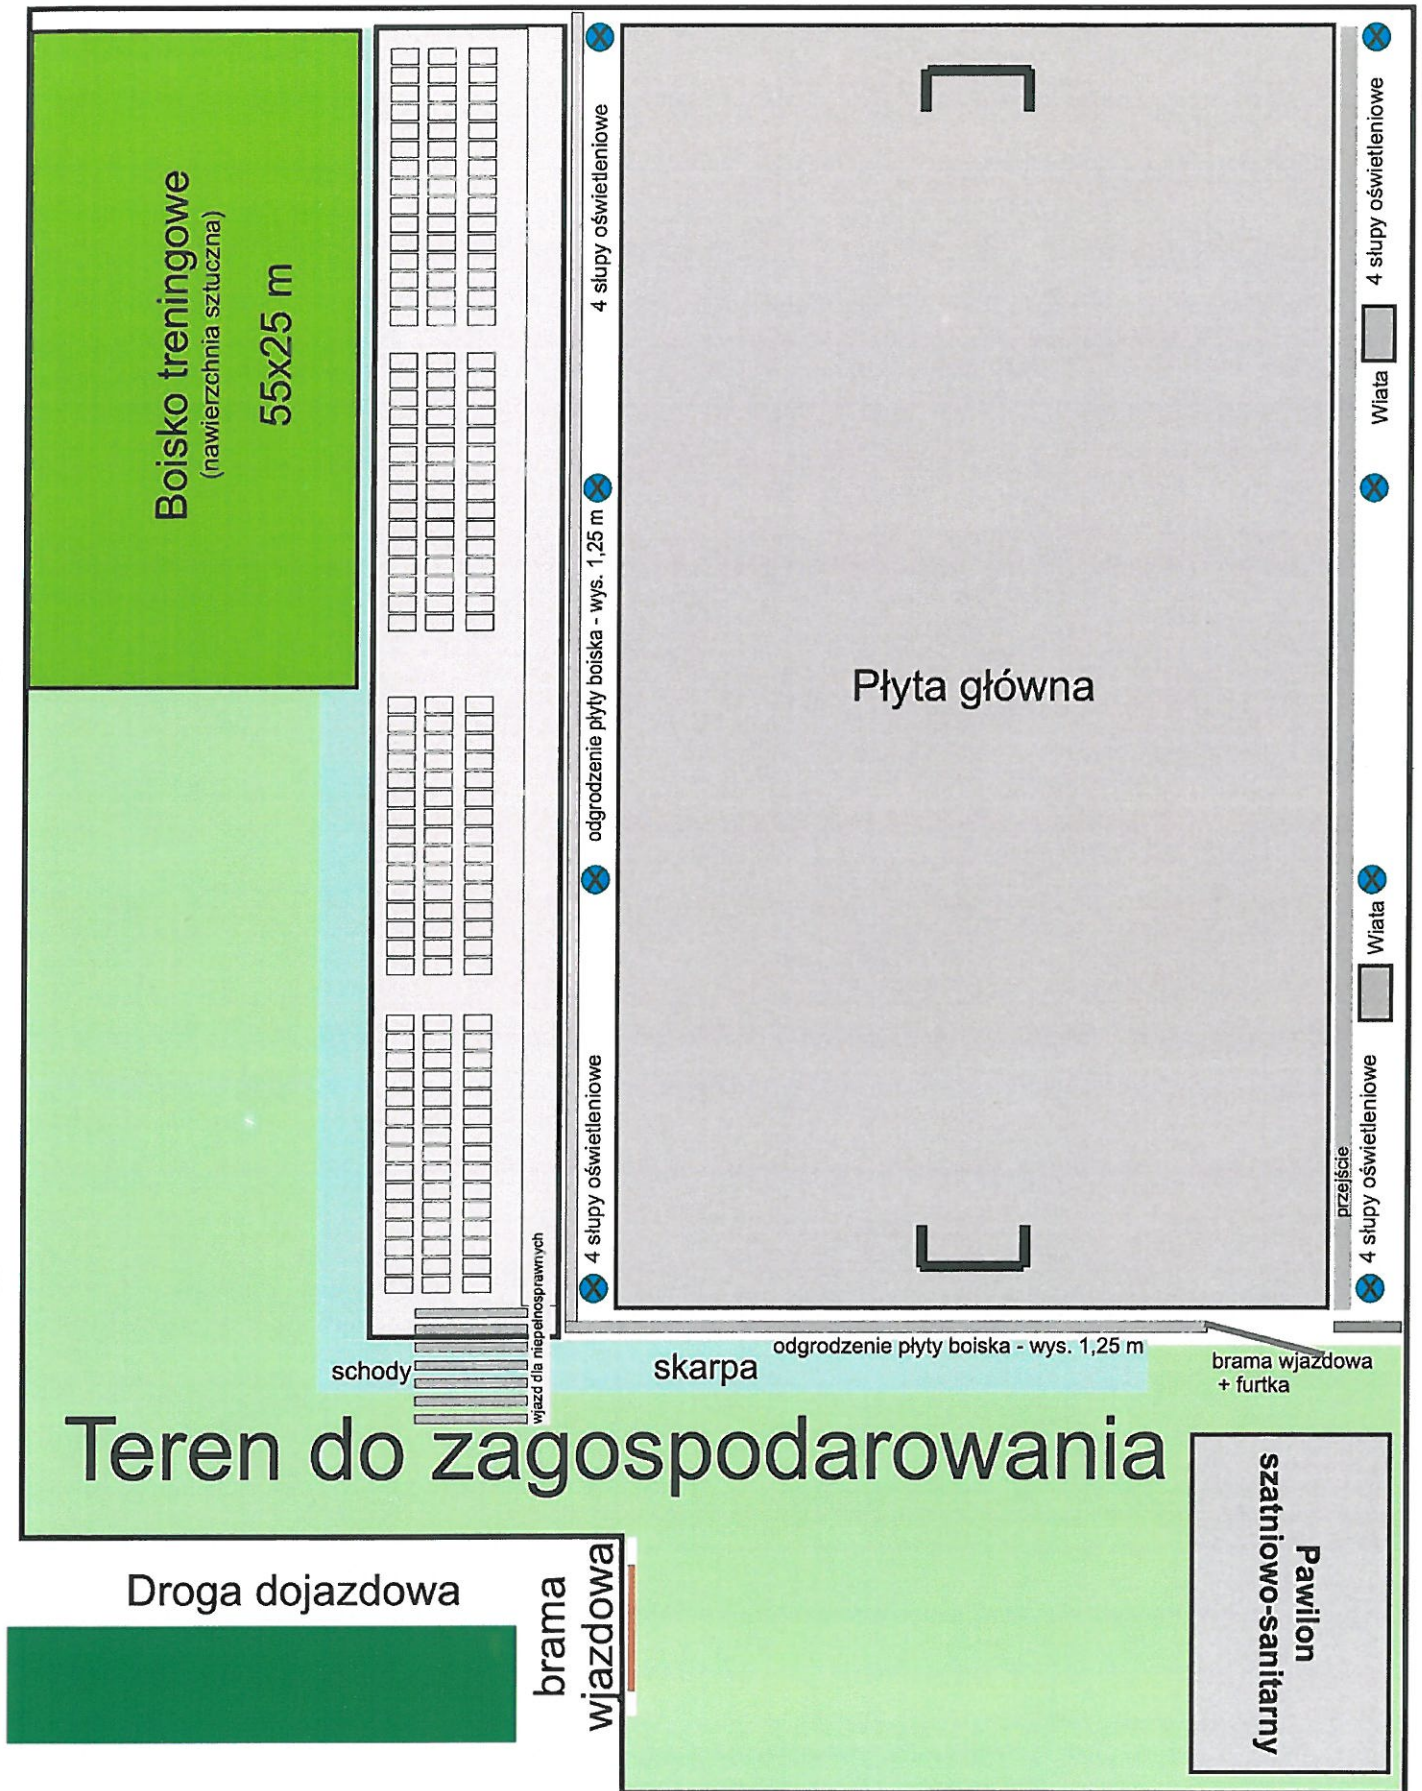 Boisko treningowe
(nawierzchnia sztuczna)
55x25 m
4 słupy oświetleniowe
odgrodzenie płyty boiska - wys. 1,25 m
4 słupy oświetleniowe
Płyta główna
4 słupy oświetleniowe
Wiata
Wiata
4 słupy oświetleniowe
przejście
wjazd dla niepełnosprawnych
schody
skarpa
odgrodzenie płyty boiska - wys. 1,25 m
brama wjazdowa
+ furtka
Teren do zagospodarowania
Pawilon
szatniowo-sanitarny
Droga dojazdowa
brama
wjazdowa